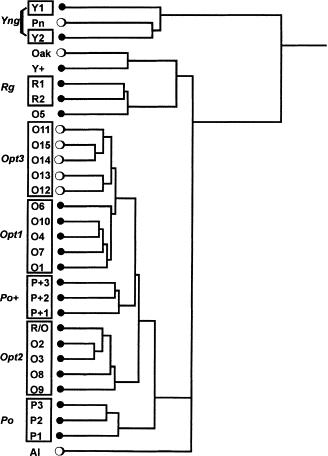 Yng
Y1
Pn
Y2
Oak
Y+
Rg
R1
R2
O5
Opt3
O11
O15
O14
O13
O12
Opt1
O6
O10
O4
O7
O1
Po+
P+3
P+2
P+1
Opt2
R/O
O2
O3
O8
O9
Po
P3
P2
P1
Al